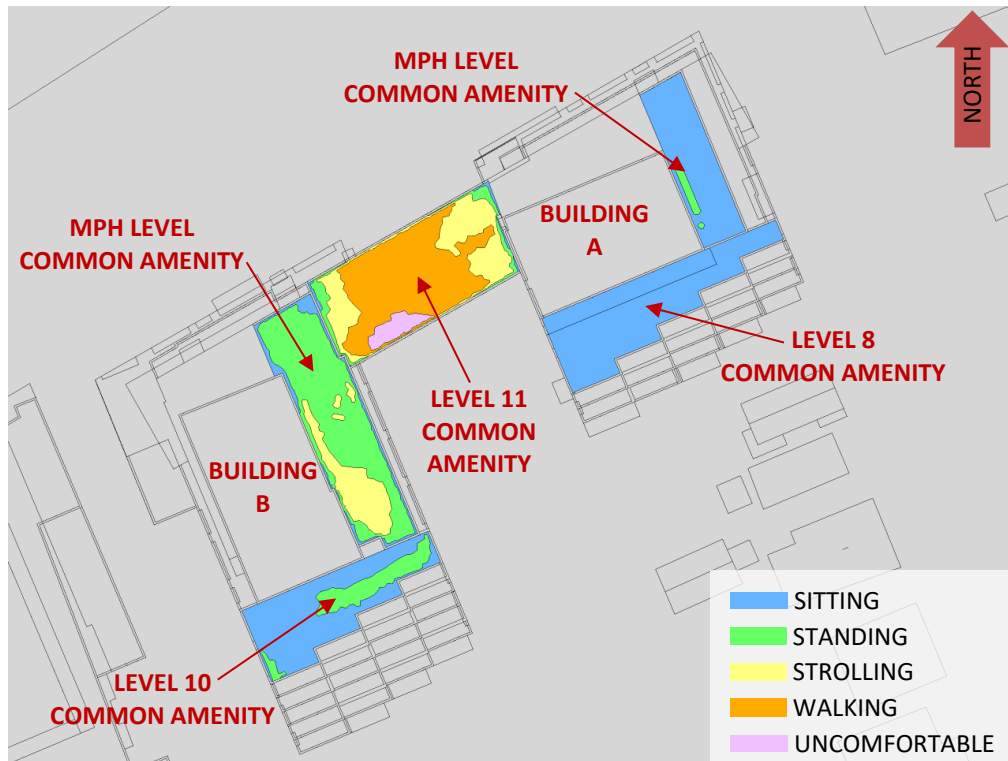 MPH LEVEL
COMMON AMENITY
NORTH
MPH LEVEL
COMMON AMENITY
BUILDING
A
LEVEL 8
COMMON AMENITY
LEVEL 11
COMMON
AMENITY
BUILDING
B
LEVEL 10
COMMON AMENITY
SITTING
STANDING
STROLLING
WALKING
UNCOMFORTABLE